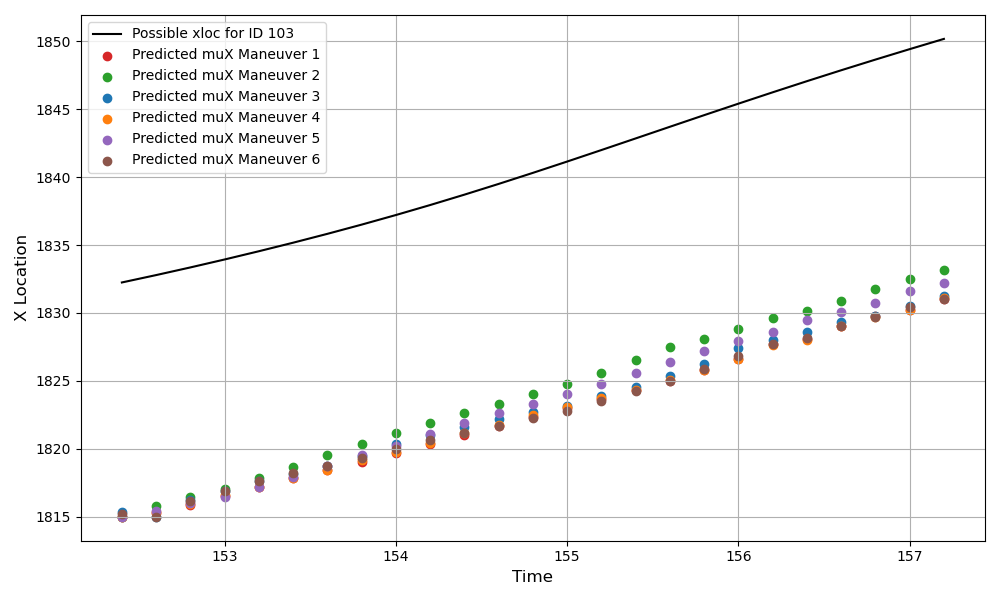 Possible xloc for ID 103
Predicted muX Maneuver 1
Predicted muX Maneuver 2
Predicted muX Maneuver 3
Predicted muX Maneuver 4
Predicted muX Maneuver 5
Predicted muX Maneuver 6
1850
1845
1840
1835
1830
1825
1820
1815
X Location
153 154 155 156 157
Time